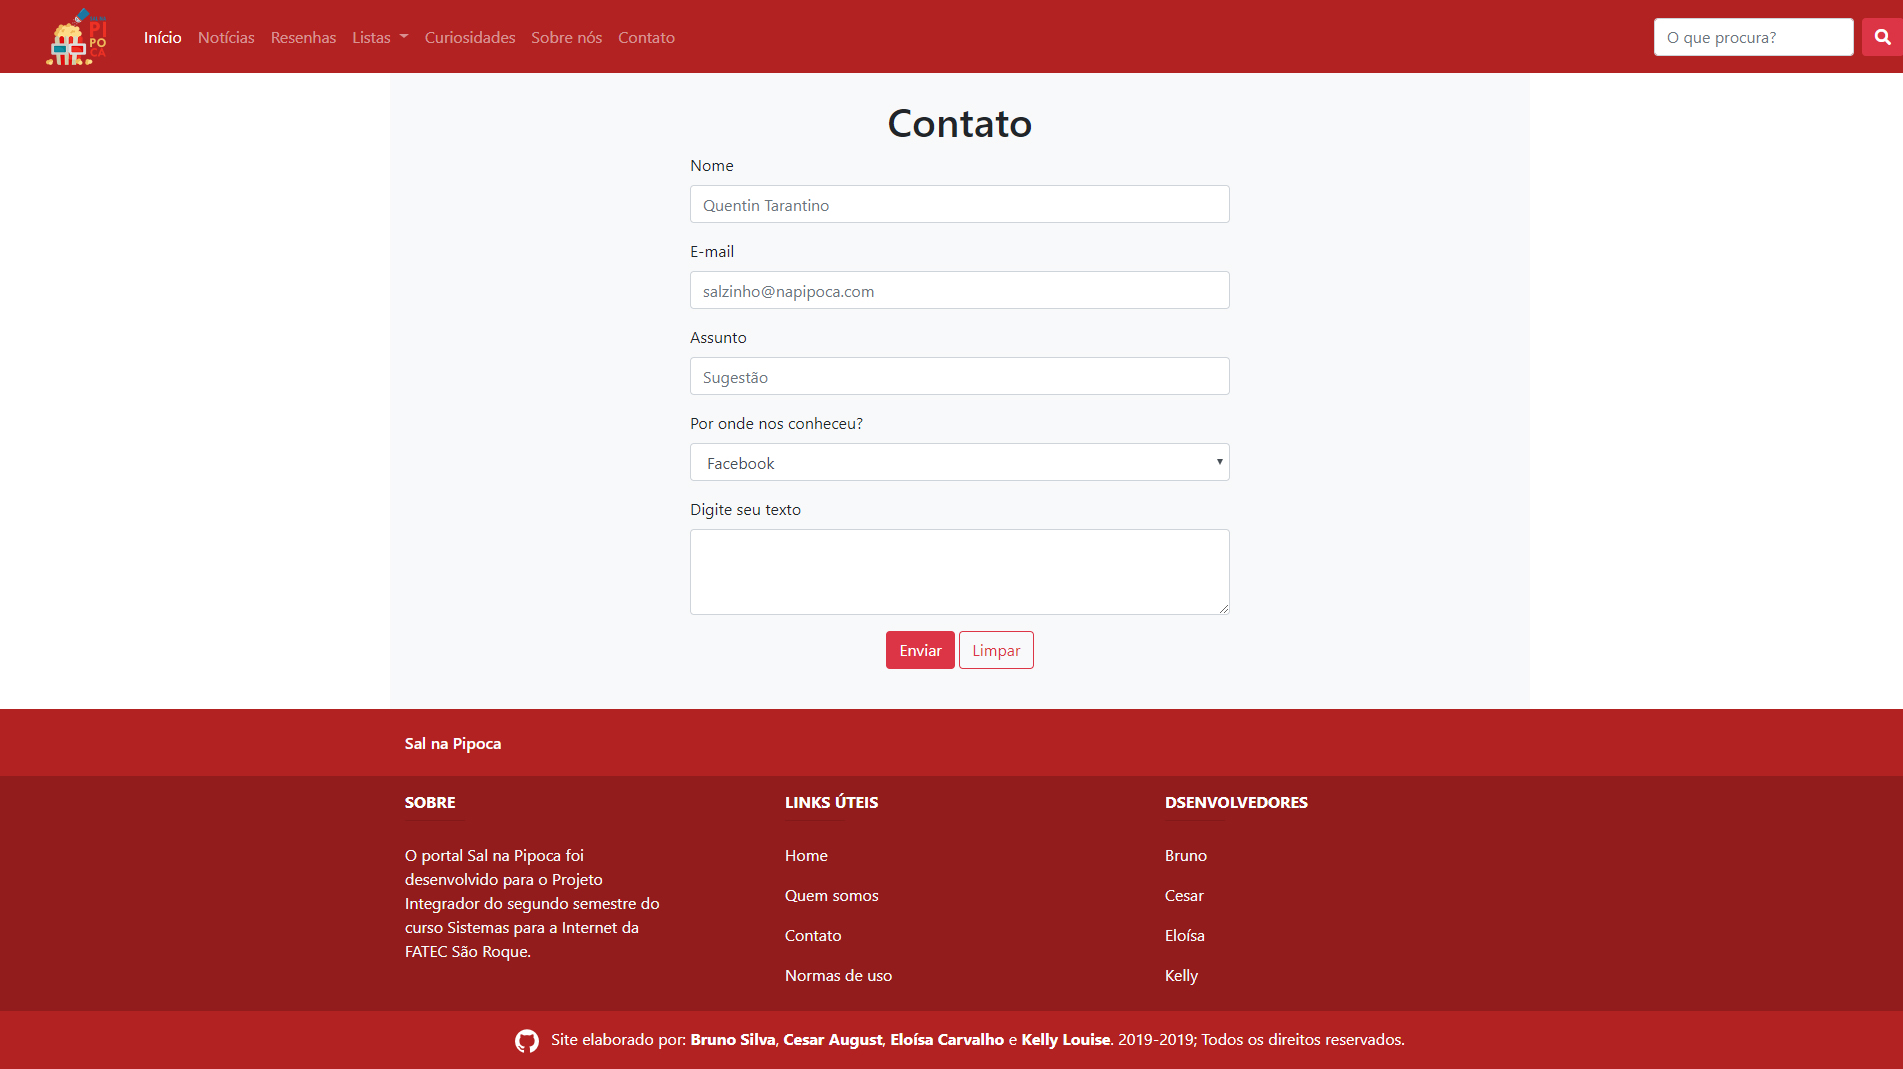 PI
PO
CA
Início Notícias Resenhas Listas Curiosidades Sobre nós Contato
O que procura?
Contato
Nome
Quentin Tarantino
E-mail
salzinho@napipoca.com
Assunto
Sugestão
Por onde nos conheceu?
Facebook
Digite seu texto
Enviar Limpar
Sal na Pipoca
SOBRE
O portal Sal na Pipoca foi
desenvolvido para o Projeto
Integrador do segundo semestre do
curso Sistemas para a Internet da
FATEC São Roque.
LINKS ÚTEIS
Home
Quem somos
Contato
Normas de uso
DSENVOLVEDORES
Bruno
Cesar
Eloísa
Kelly
Site elaborado por: Bruno Silva, Cesar August, Eloísa Carvalho e Kelly Louise. 2019-2019; Todos os direitos reservados.